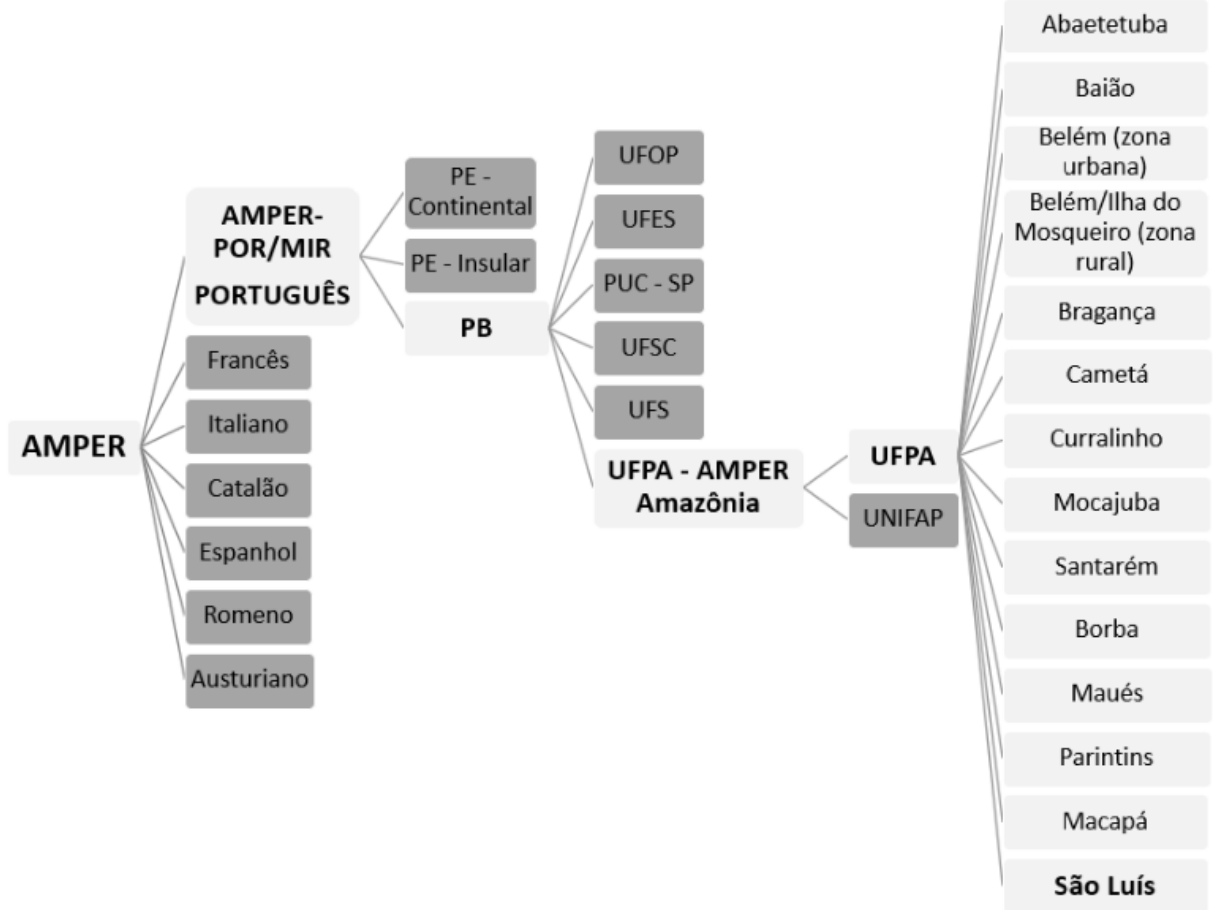 AMPER
AMPER-
POR/MIR
PORTUGUÊS
Francês
Italiano
Catalão
Espanhol
Romeno
Austuriano
PE -
Continental
PE - Insular
PB
UFOP
UFES
PUC - SP
UFSC
UFS
UFPA - AMPER
Amazônia
UFPA
UNIFAP
Abaetetuba
Baião
Belém (zona
urbana)
Belém/Ilha do
Mosqueiro (zona
rural)
Bragança
Cametá
Curralinho
Mocajuba
Santarém
Borba
Maués
Parintins
Macapá
São Luís